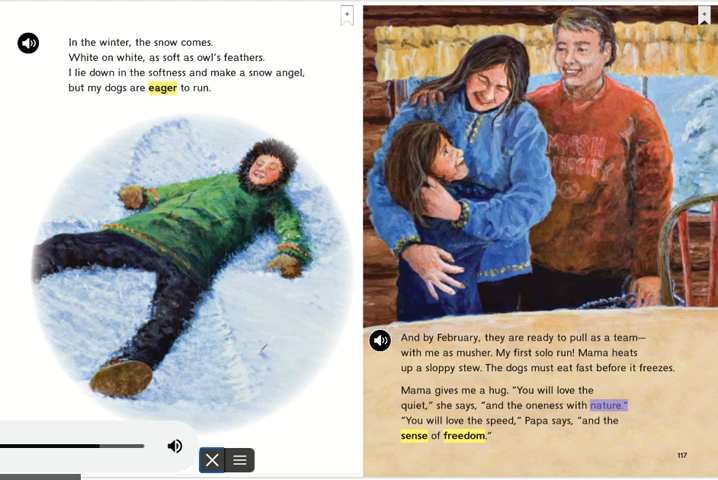 In the winter, the snow comes.
White on white, as soft as owl's feathers.
I lie down in the softness and make a snow angel,
but my dogs are eager to run.
And by February, they are ready to pull as a team—
with me as musher. My first solo run! Mama heats
up a sloppy stew. The dogs must eat fast before it freezes.
Mama gives me a hug. "You will love the
quiet," she says, "and the oneness with nature."
"You will love the speed," Papa says, "and the
sense of freedom."
117